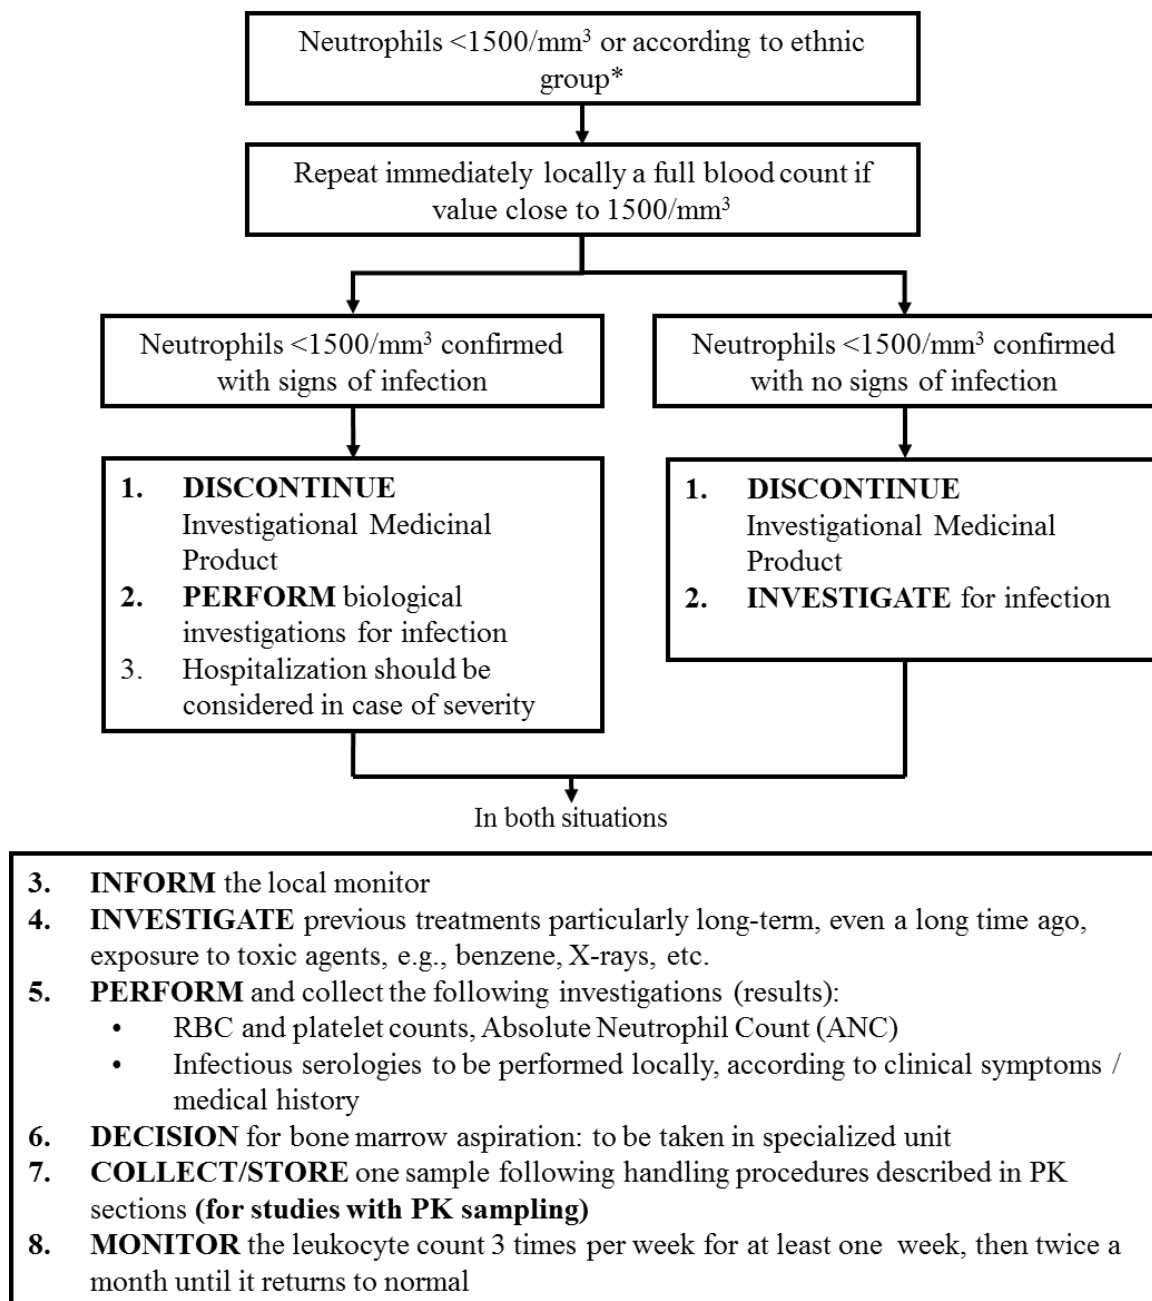 Neutrophils <1500/mm³ or according to ethnic
group*
Repeat immediately locally a full blood count if
value close to 1500/mm³
Neutrophils <1500/mm³ confirmed
with signs of infection
Neutrophils <1500/mm³ confirmed
with no signs of infection
1. DISCONTINUE
Investigational Medicinal
Product
2. PERFORM biological
investigations for infection
3. Hospitalization should be
considered in case of severity
1. DISCONTINUE
Investigational Medicinal
Product
2. INVESTIGATE for infection
In both situations
3. INFORM the local monitor
4. INVESTIGATE previous treatments particularly long-term, even a long time ago,
exposure to toxic agents, e.g., benzene, X-rays, etc.
5. PERFORM and collect the following investigations (results):
• RBC and platelet counts, Absolute Neutrophil Count (ANC)
• Infectious serologies to be performed locally, according to clinical symptoms /
medical history
6. DECISION for bone marrow aspiration: to be taken in specialized unit
7. COLLECT/STORE one sample following handling procedures described in PK
sections (for studies with PK sampling)
8. MONITOR the leukocyte count 3 times per week for at least one week, then twice a
month until it returns to normal